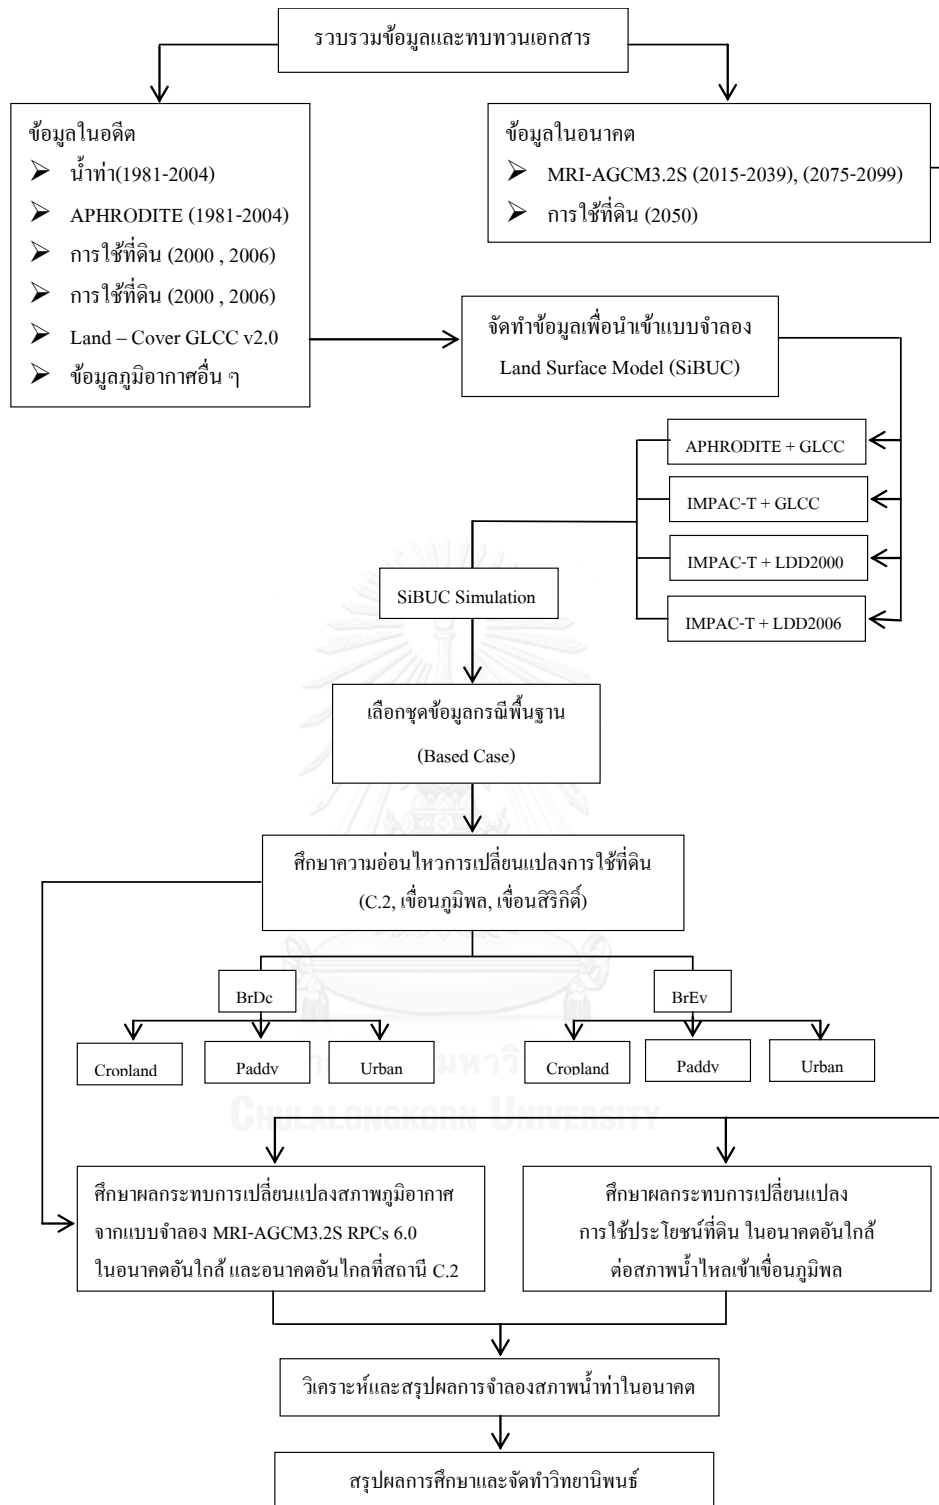 รวบรวมข้อมูลและทบทวนเอกสาร
ข้อมูลในอดีต
น้ำท่า(1981-2004)
APHRODITE (1981-2004)
การใช้ที่ดิน (2000 , 2006)
การใช้ที่ดิน (2000 , 2006)
Land – Cover GLCC v2.0
ข้อมูลภูมิอากาศอื่น ๆ
ข้อมูลในอนาคต
MRI-AGCM3.2S (2015-2039), (2075-2099)
การใช้ที่ดิน (2050)
จัดทำข้อมูลเพื่อนำเข้าแบบจำลอง
Land Surface Model (SiBUC)
APHRODITE + GLCC
IMPAC-T + GLCC
IMPAC-T + LDD2000
IMPAC-T + LDD2006
SiBUC Simulation
เลือกชุดข้อมูลกรณีพื้นฐาน
(Based Case)
ศึกษาความอ่อนไหวการเปลี่ยนแปลงการใช้ที่ดิน
(C.2, เขื่อนภูมิพล, เขื่อนสิริกิติ์)
BrDc
BrEv
Cropland
Paddy
Urban
Cropland
Paddy
Urban
CHULALONGKORN UNIVERSITY
ศึกษาผลกระทบการเปลี่ยนแปลงสภาพภูมิอากาศ
จากแบบจำลอง MRI-AGCM3.2S RPCs 6.0
ในอนาคตอันใกล้ และอนาคตอันไกลที่สถานี C.2
ศึกษาผลกระทบการเปลี่ยนแปลง
การใช้ประโยชน์ที่ดิน ในอนาคตอันใกล้
ต่อสภาพน้ำไหลเข้าเขื่อนภูมิพล
วิเคราะห์และสรุปผลการจำลองสภาพน้ำท่าในอนาคต
สรุปผลการศึกษาและจัดทำวิทยานิพนธ์